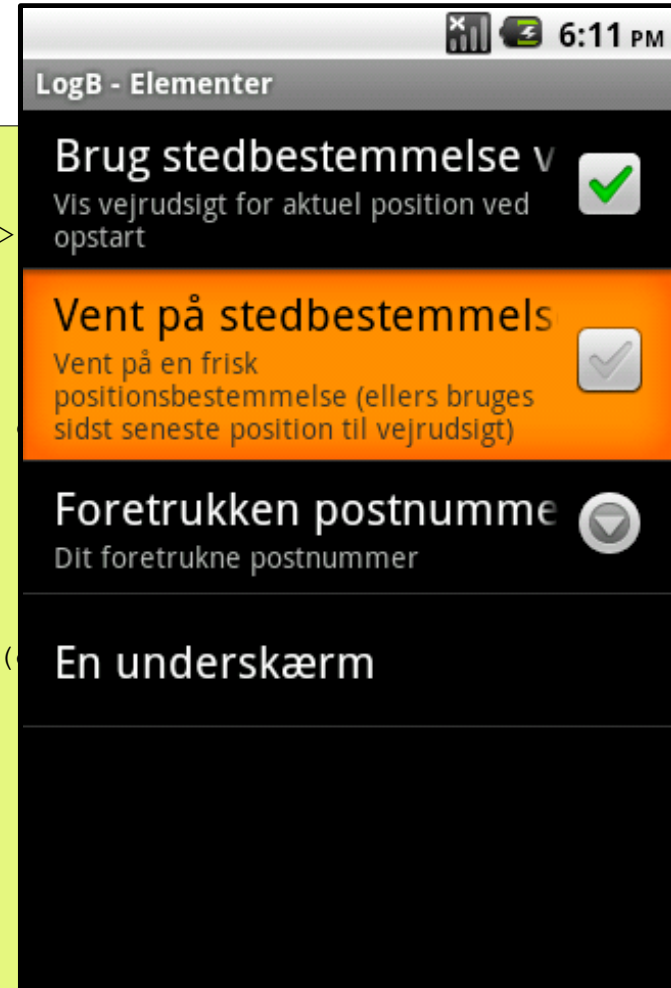 6:11 PM
LogB - Elementer
Brug stedbestemmelse v
Vis vejrudsigt for aktuel position ved
opstart
>
Vent på stedbestemmels
Vent på en frisk
positionsbestemmelse (ellers bruges
sidst seneste position til vejrudsigt)
Foretrukken postnumme
Dit foretrukne postnummer
(
En underskærm